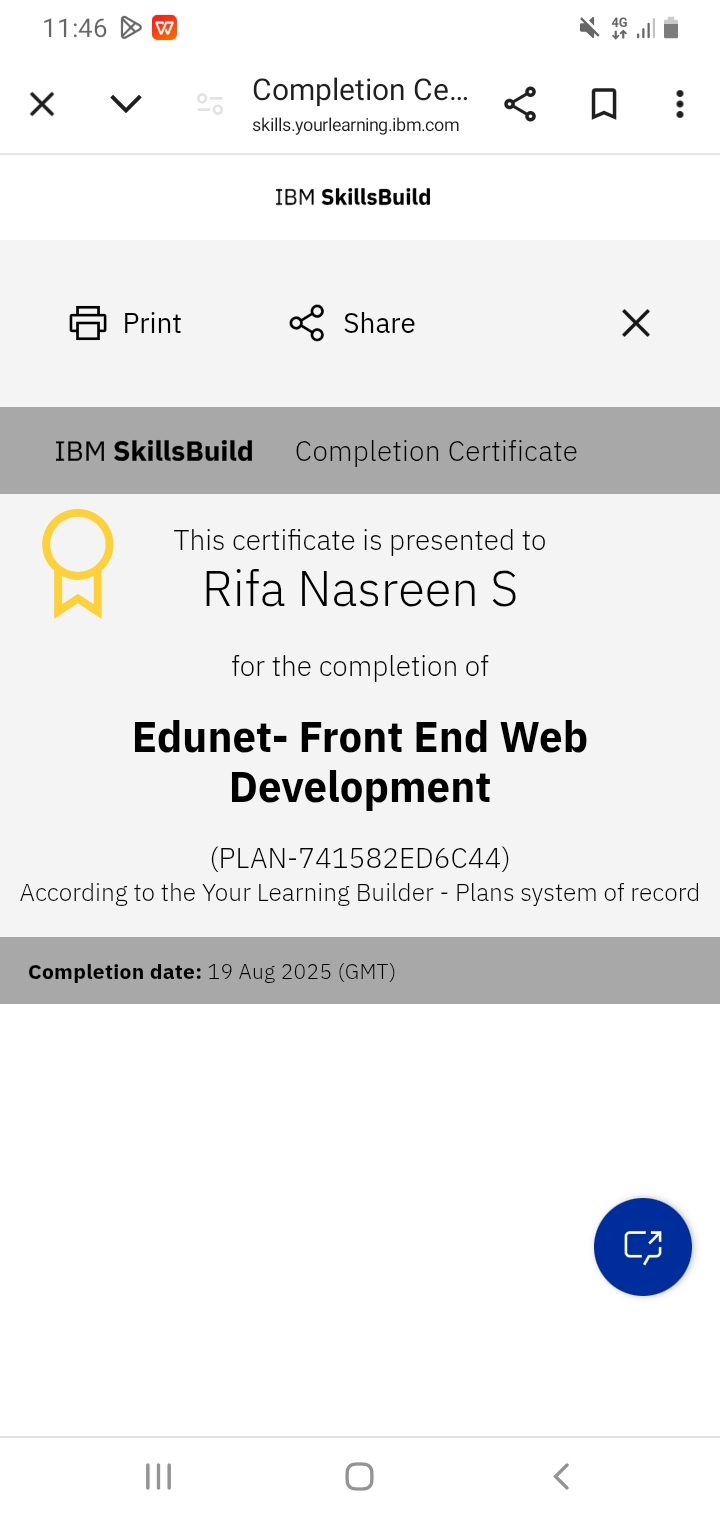 11:46
4G
Completion Ce...
skills.yourlearning.ibm.com
IBM SkillsBuild
Print Share
IBM SkillsBuild Completion Certificate
This certificate is presented to
Rifa Nasreen S
for the completion of
Edunet- Front End Web
Development
(PLAN-741582ED6C44)
According to the Your Learning Builder - Plans system of record
Completion date: 19 Aug 2025 (GMT)